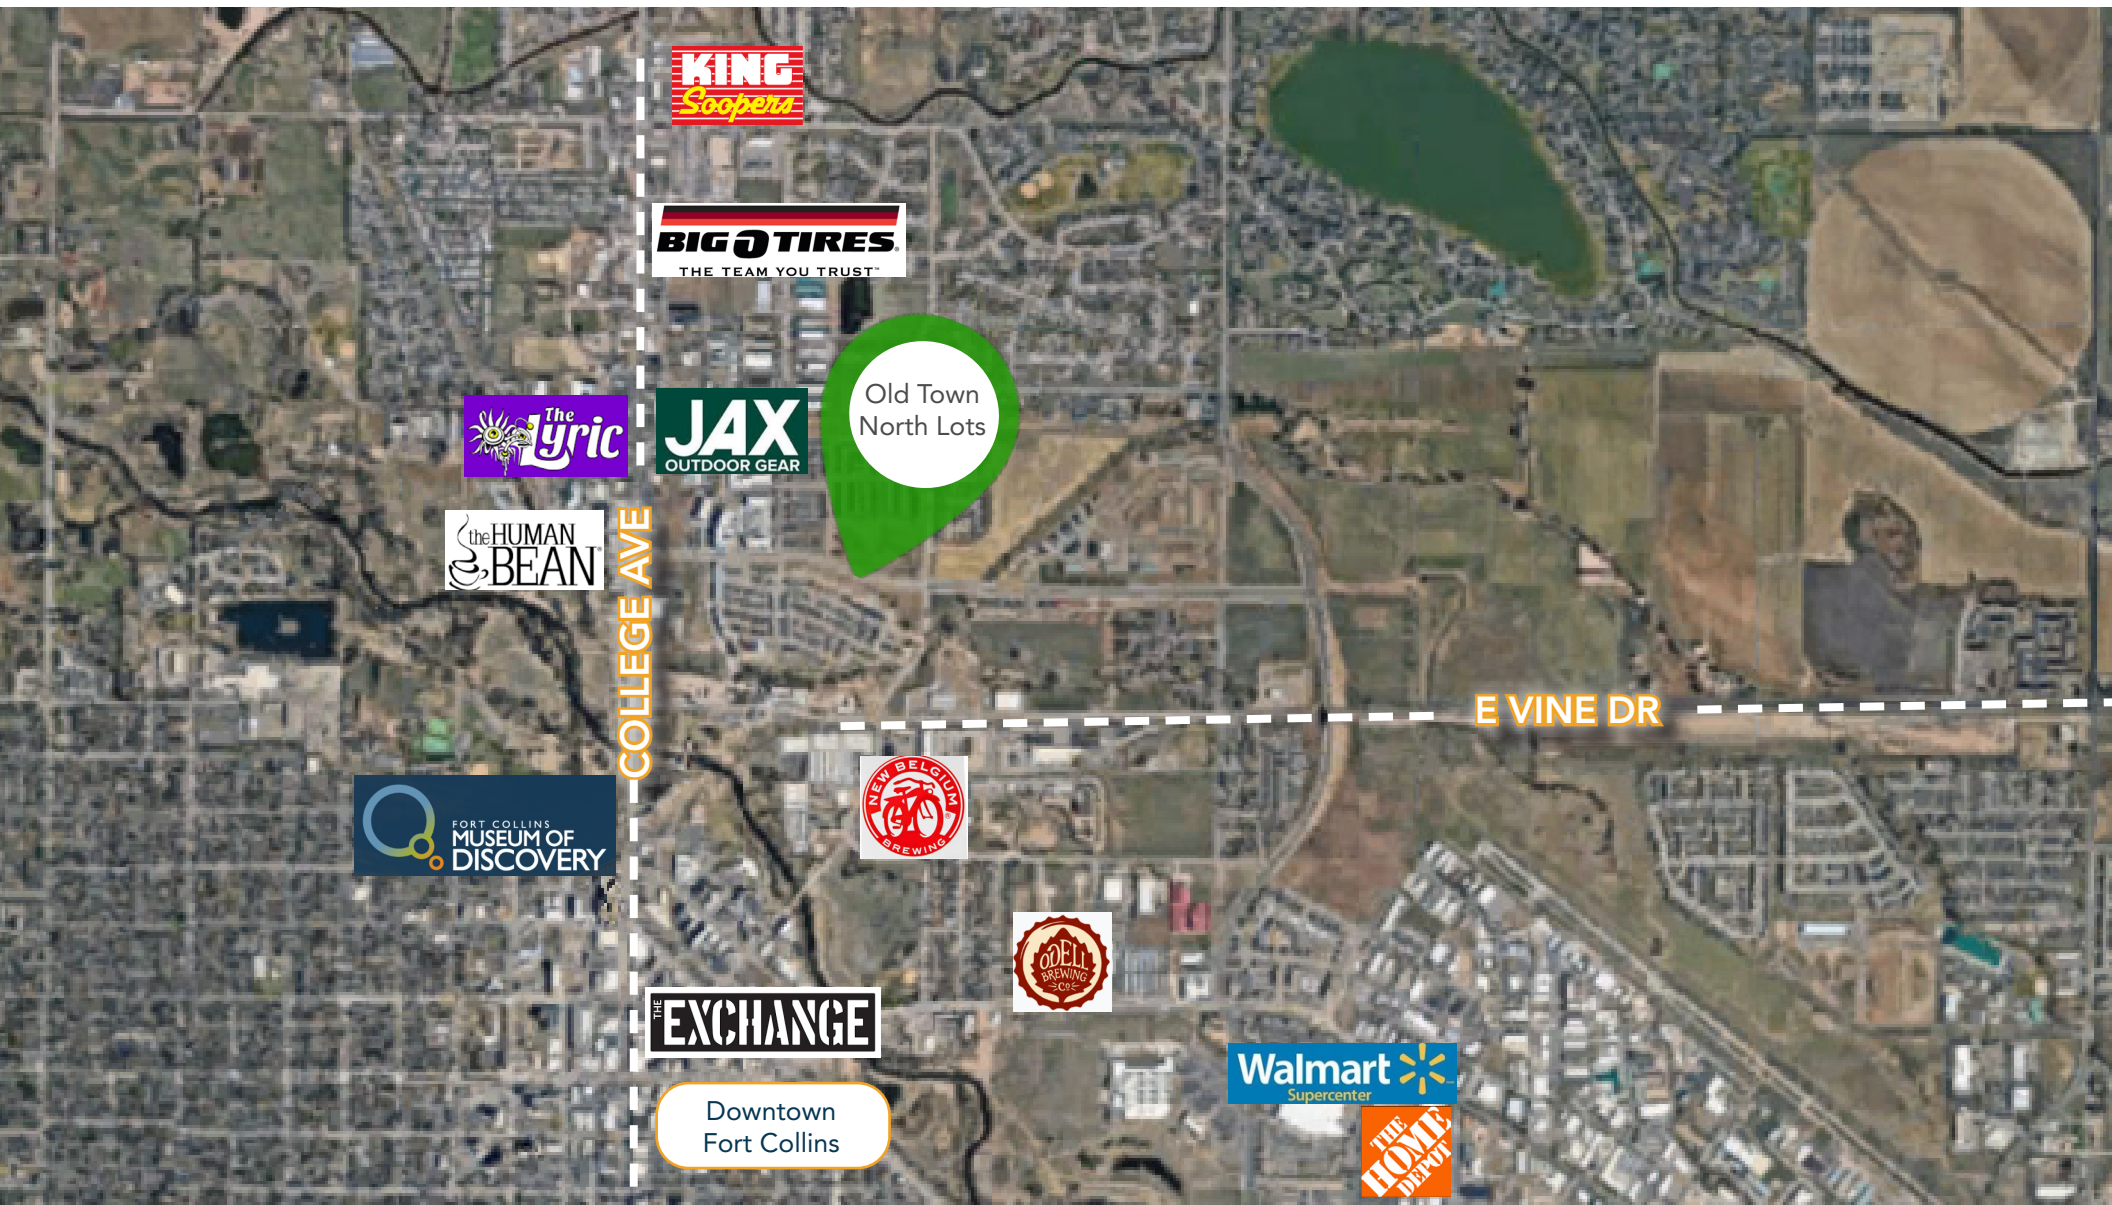 KING
Soopers
BIG O TIRES®
THE TEAM YOU TRUST™
Old Town
North Lots
The
Lyric
JAX
OUTDOOR GEAR
the HUMAN
BEAN
COLLEGE AVE
E VINE DR
NEW BELGIUM
BREWING
FORT COLLINS
MUSEUM OF
DISCOVERY
ODELL
BREWING
Co
THE EXCHANGE
Walmart
Supercenter
Downtown
Fort Collins
THE
HOME
DEPOT